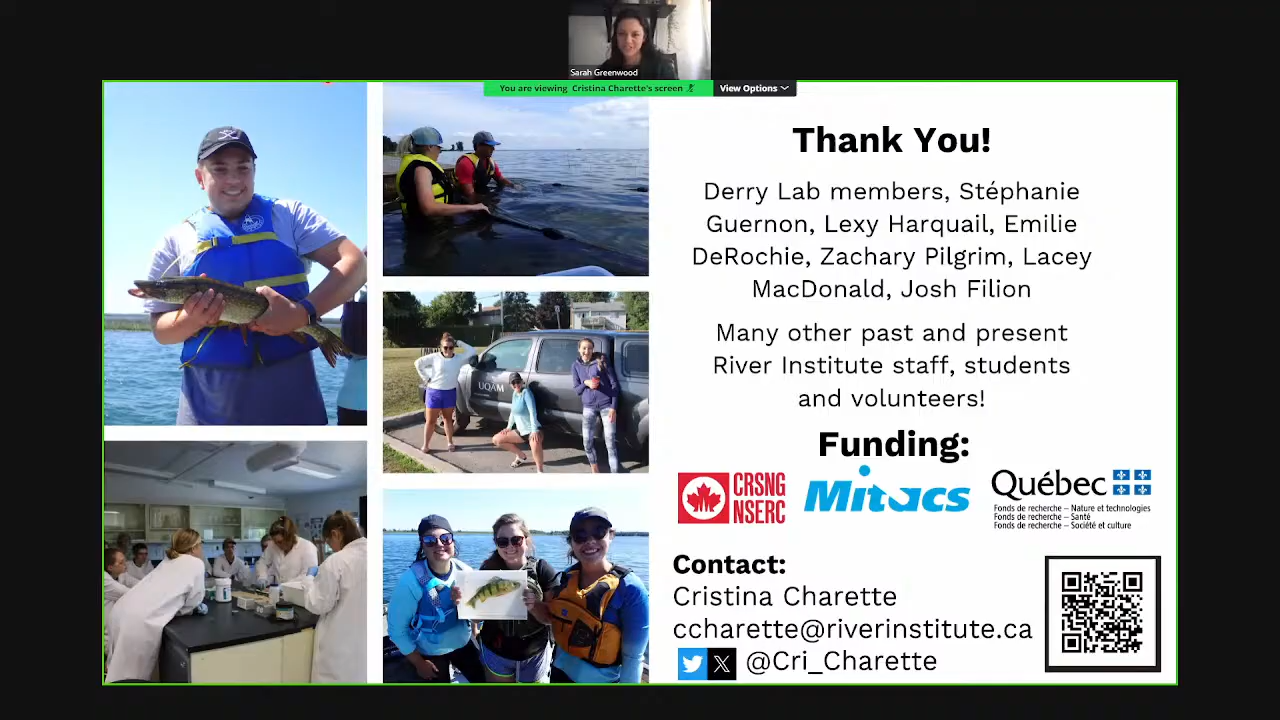 Sarah Greenwood
You are viewing Cristina Charette's screen
View Options
Thank You!
Derry Lab members, Stéphanie
Guernon, Lexy Harquail, Emilie
DeRochie, Zachary Pilgrim, Lacey
MacDonald, Josh Filion
Many other past and present
River Institute staff, students
and volunteers!
UQÀM
Funding:
CRSNG
NSERC
Mitacs
Québec
Fonds de recherche – Nature et technologies
Fonds de recherche – Santé
Fonds de recherche – Société et culture
Contact:
Cristina Charette
ccharette@riverinstitute.ca
@Cri_Charette